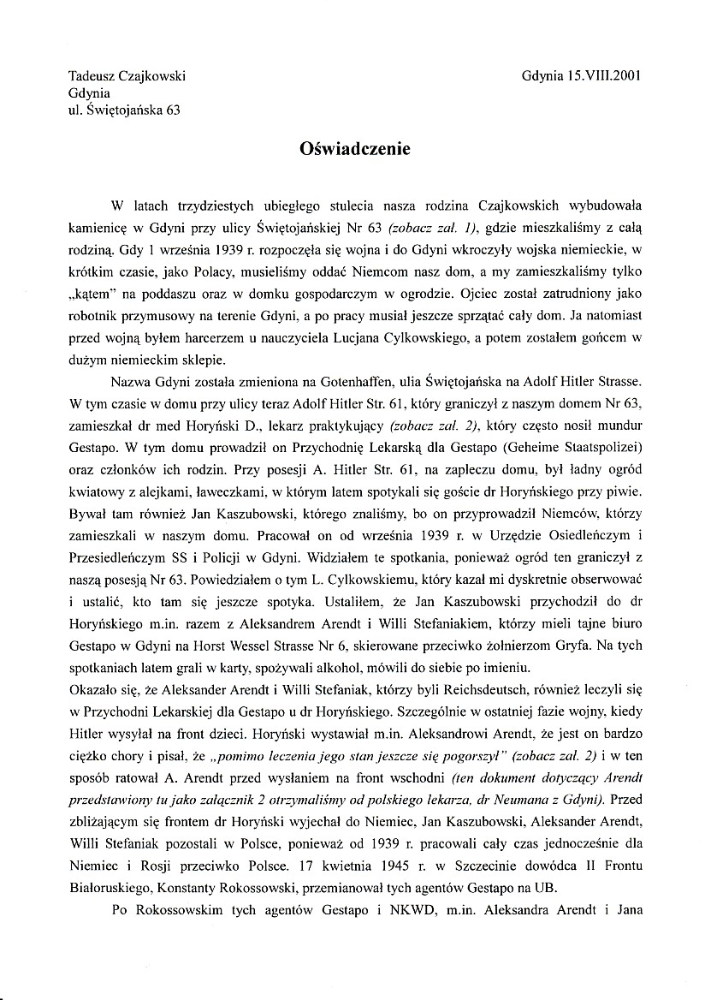 Tadeusz Czajkowski
Gdynia 15.VIII.2001
Gdynia
ul. Świętojańska 63
Oświadczenie
W latach trzydziestych ubiegłego stulecia nasza rodzina Czajkowskich wybudowała
kamienicę w Gdyni przy ulicy Świętojańskiej Nr 63 (zobacz zał. 1), gdzie mieszkaliśmy z całą
rodziną. Gdy 1 września 1939 r. rozpoczęła się wojna i do Gdyni wkroczyły wojska niemieckie, w
krótkim czasie, jako Polacy, musieliśmy oddać Niemcom nasz dom, a my zamieszkaliśmy tylko
„kątem” na poddaszu oraz w domku gospodarczym w ogrodzie. Ojciec został zatrudniony jako
robotnik przymusowy na terenie Gdyni, a po pracy musiał jeszcze sprzątać cały dom. Ja natomiast
przed wojną byłem harcerzem u nauczyciela Lucjana Cylkowskiego, a potem zostałem gońcem w
dużym niemieckim sklepie.
Nazwa Gdyni została zmieniona na Gotenhaffen, ulia Świętojańska na Adolf Hitler Strasse.
W tym czasie w domu przy ulicy teraz Adolf Hitler Str. 61, który graniczył z naszym domem Nr 63,
zamieszkał dr med Horyński D., lekarz praktykujący (zobacz zał. 2), który często nosił mundur
Gestapo. W tym domu prowadził on Przychodnię Lekarską dla Gestapo (Geheime Staatspolizei)
oraz członków ich rodzin. Przy posesji A. Hitler Str. 61, na zapleczu domu, był ładny ogród
kwiatowy z alejkami, ławeczkami, w którym latem spotykali się goście dr Horyńskiego przy piwie.
Bywał tam również Jan Kaszubowski, którego znaliśmy, bo on przyprowadził Niemców, którzy
zamieszkali w naszym domu. Pracował on od września 1939 r. w Urzędzie Osiedleńczym i
Przesiedleńczym SS i Policji w Gdyni. Widziałem te spotkania, ponieważ ogród ten graniczył z
naszą posesją Nr 63. Powiedziałem o tym L. Cylkowskiemu, który kazał mi dyskretnie obserwować
i ustalić, kto tam się jeszcze spotyka. Ustaliłem, że Jan Kaszubowski przychodził do dr
Horyńskiego m.in. razem z Aleksandrem Arendt i Willi Stefaniakiem, którzy mieli tajne biuro
Gestapo w Gdyni na Horst Wessel Strasse Nr 6, skierowane przeciwko żołnierzom Gryfa. Na tych
spotkaniach latem grali w karty, spożywali alkohol, mówili do siebie po imieniu.
Okazało się, że Aleksander Arendt i Willi Stefaniak, którzy byli Reichsdeutsch, również leczyli się
w Przychodni Lekarskiej dla Gestapo u dr Horyńskiego. Szczególnie w ostatniej fazie wojny, kiedy
Hitler wysyłał na front dzieci. Horyński wystawiał m.in. Aleksandrowi Arendt, że jest on bardzo
ciężko chory i pisał, że „pomimo leczenia jego stan jeszcze się pogorszył” (zobacz zał. 2) i w ten
sposób ratował A. Arendt przed wysłaniem na front wschodni (ten dokument dotyczący Arendt
przedstawiony tu jako załącznik 2 otrzymaliśmy od polskiego lekarza, dr Neumana z Gdyni). Przed
zbliżającym się frontem dr Horyński wyjechał do Niemiec, Jan Kaszubowski, Aleksander Arendt,
Willi Stefaniak pozostali w Polsce, ponieważ od 1939 r. pracowali cały czas jednocześnie dla
Niemiec i Rosji przeciwko Polsce. 17 kwietnia 1945 r. w Szczecinie dowódca II Frontu
Białoruskiego, Konstanty Rokossowski, przemianował tych agentów Gestapo na UB.
Po Rokossowskim tych agentów Gestapo i NKWD, m.in. Aleksandra Arendt i Jana